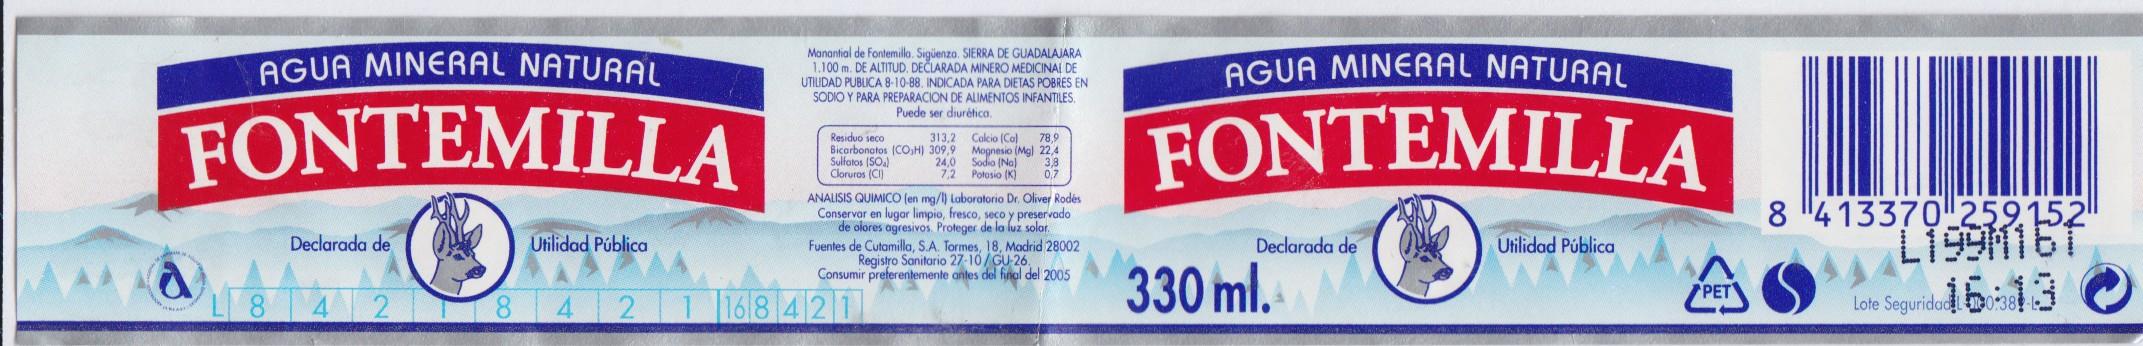 AGUA MINERAL NATURAL
FONTEMILLA
Declarada de Utilidad Pública
L 8 4 2 1 8 4 2 1 16 8 4 2 1
Manantial de Fontemilla. Sigüenza. SIERRA DE GUADALAJARA
1.100 m. DE ALTITUD. DECLARADA MINERO MEDICINAL DE
UTILIDAD PUBLICA 8-10-88. INDICADA PARA DIETAS POBRES EN
SODIO Y PARA PREPARACION DE ALIMENTOS INFANTILES.
Puede ser diurética.
Residuo seco 313,2 Calcio (Ca) 78,9
Bicarbonatos (CO₃H) 309,9 Magnesio (Mg) 22,4
Sulfatos (SO₄) 24,0 Sodio (Na) 3,8
Cloruros (Cl) 7,2 Potasio (K) 0,7
ANALISIS QUIMICO (en mg/l) Laboratorio Dr. Oliver Rodés
Conservar en lugar limpio, fresco, seco y preservado
de olores agresivos. Proteger de la luz solar.
Fuentes de Cutamilla, S.A. Tormes, 18, Madrid 28002
Registro Sanitario 27-10/GU-26.
Consumir preferentemente antes del final del 2005
AGUA MINERAL NATURAL
FONTEMILLA
Declarada de Utilidad Pública
330 ml.
PET
8 413370 259152
L199M161
16:13
Lote Seguridad